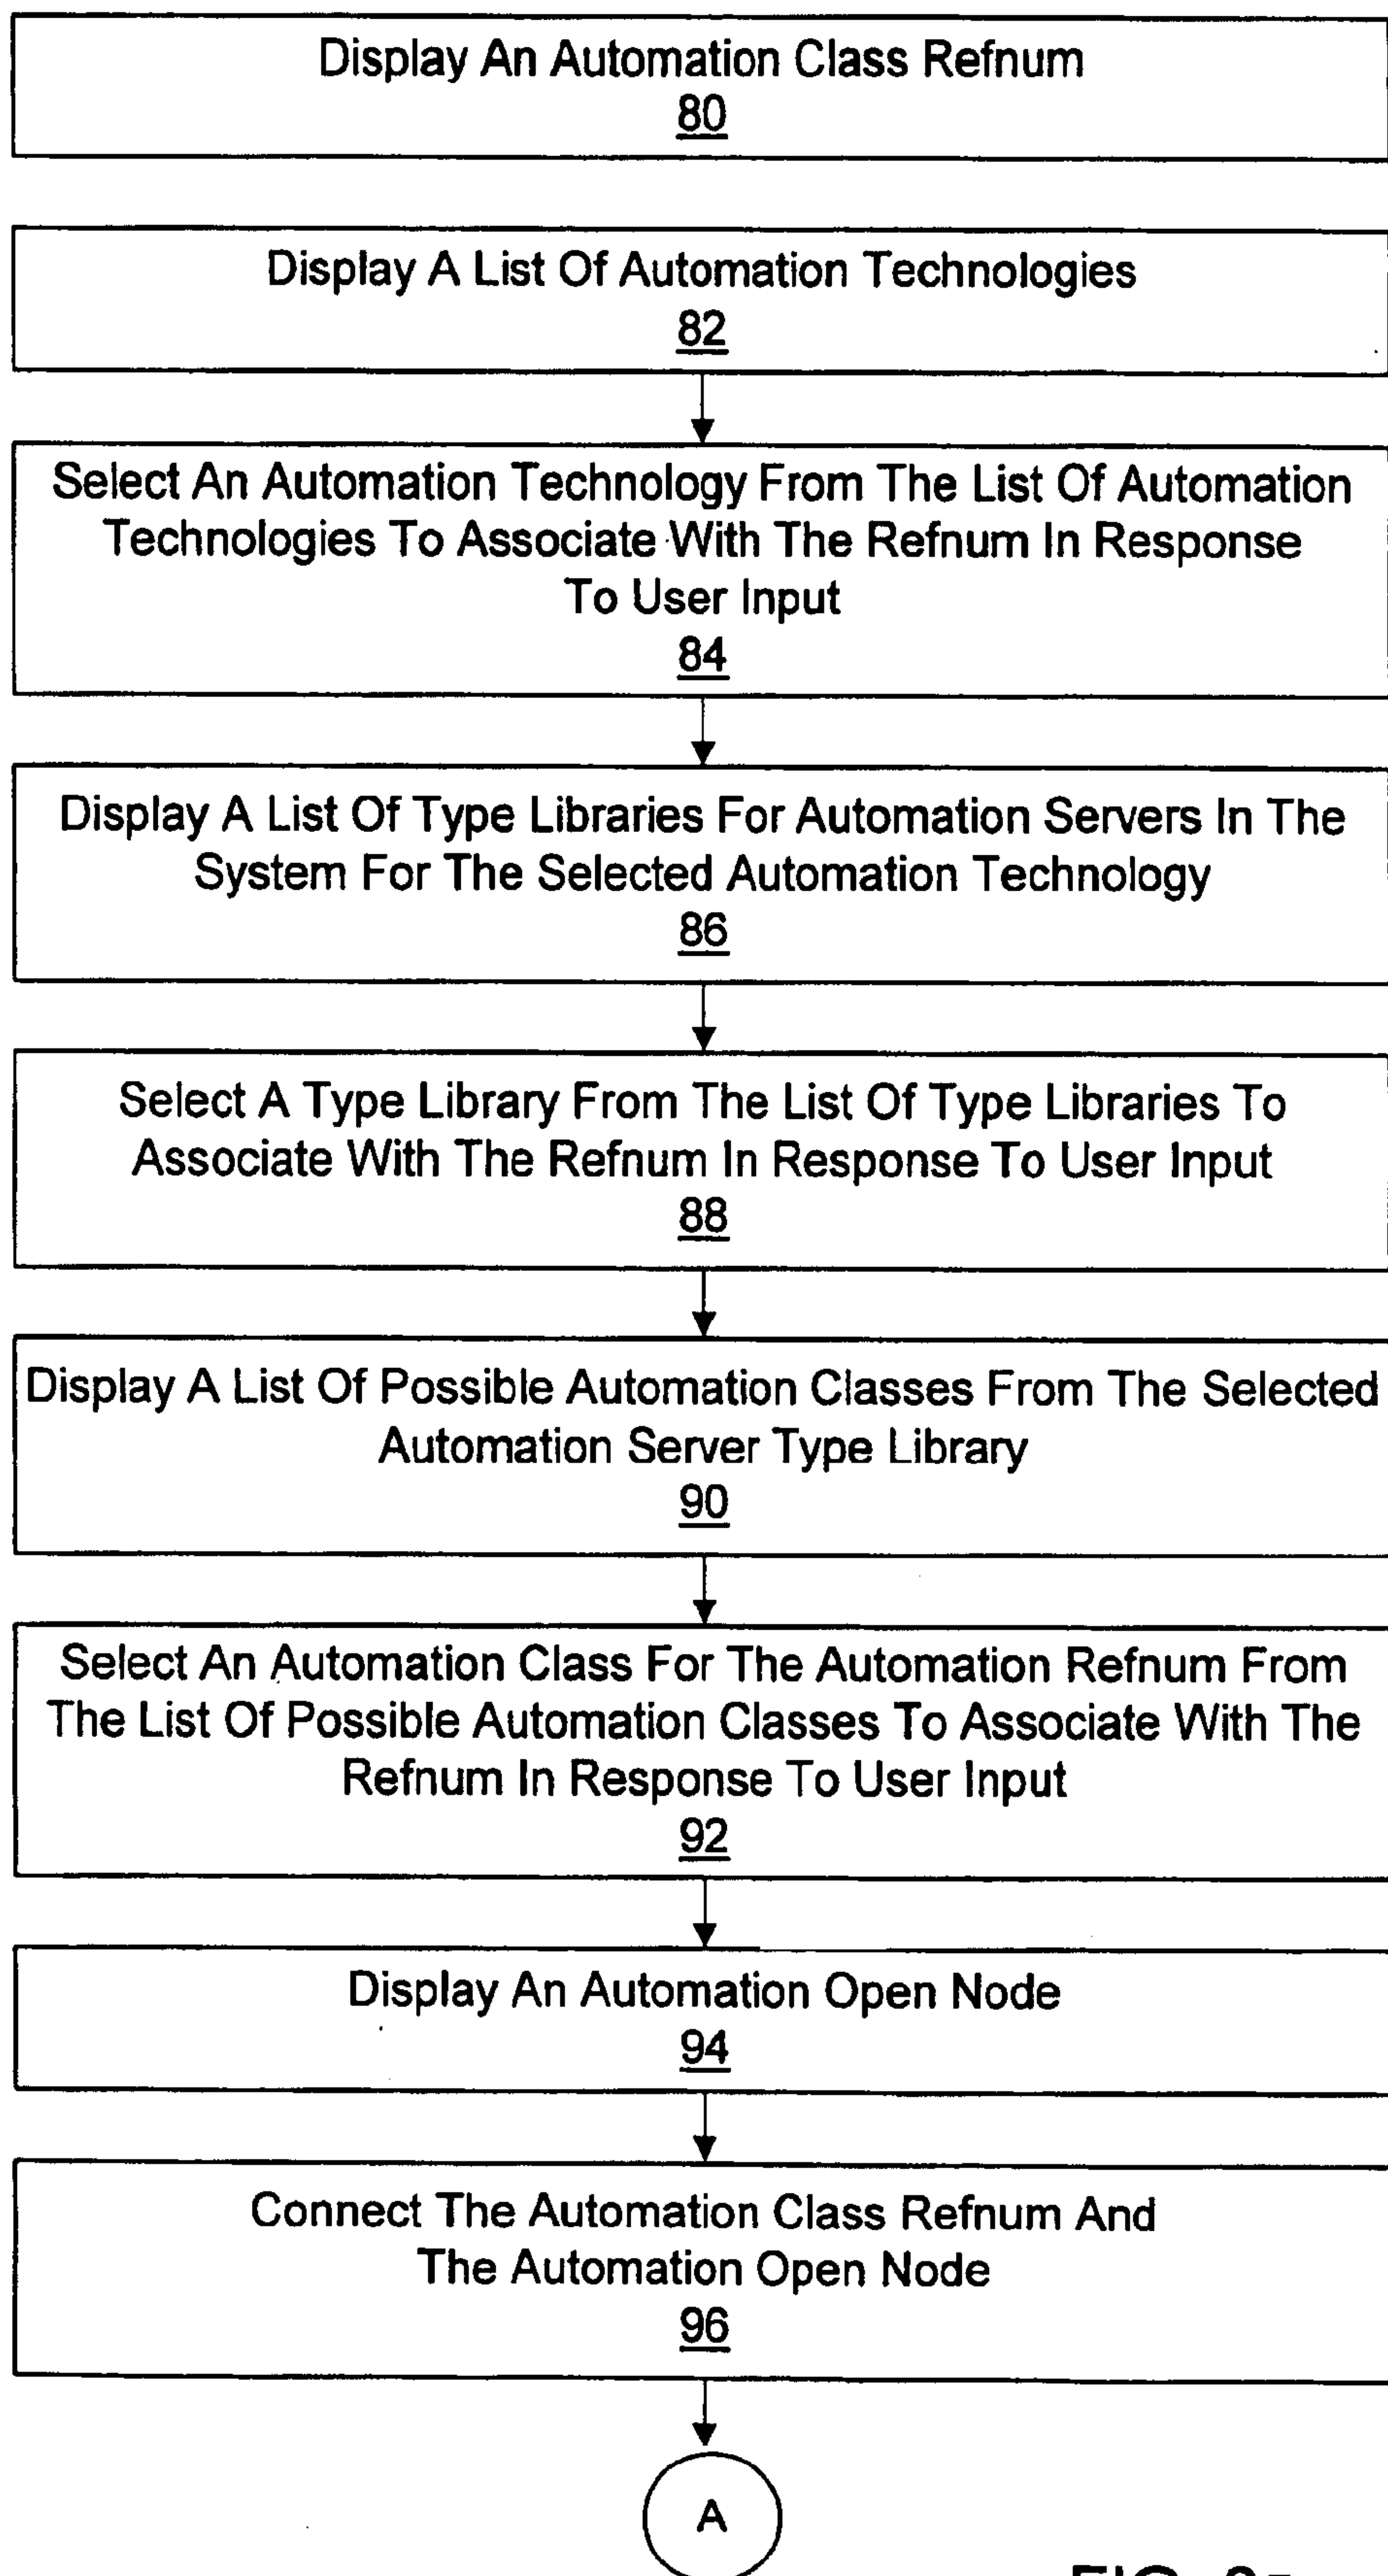 Display An Automation Class Refnum
80
Display A List Of Automation Technologies
82
Select An Automation Technology From The List Of Automation
Technologies To Associate With The Refnum In Response
To User Input
84
Display A List Of Type Libraries For Automation Servers In The
System For The Selected Automation Technology
86
Select A Type Library From The List Of Type Libraries To
Associate With The Refnum In Response To User Input
88
Display A List Of Possible Automation Classes From The Selected
Automation Server Type Library
90
Select An Automation Class For The Automation Refnum From
The List Of Possible Automation Classes To Associate With The
Refnum In Response To User Input
92
Display An Automation Open Node
94
Connect The Automation Class Refnum And
The Automation Open Node
96
A